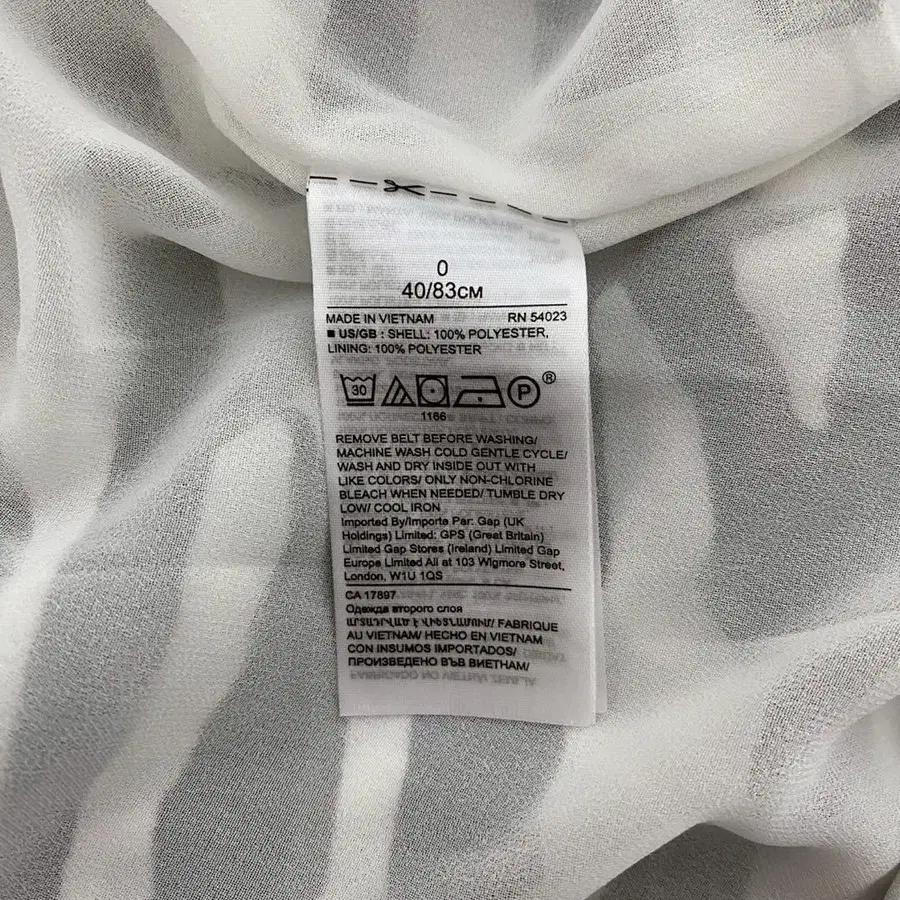 0
40/83CM
MADE IN VIETNAM RN 54023
■ US/GB : SHELL: 100% POLYESTER,
LINING: 100% POLYESTER
30 P ®
1166
REMOVE BELT BEFORE WASHING/
MACHINE WASH COLD GENTLE CYCLE/
WASH AND DRY INSIDE OUT WITH
LIKE COLORS/ ONLY NON-CHLORINE
BLEACH WHEN NEEDED/ TUMBLE DRY
LOW/ COOL IRON
Imported By/Importe Par: Gap (UK
Holdings) Limited: GPS (Great Britain)
Limited Gap Stores (Ireland) Limited Gap
Europe Limited All at 103 Wigmore Street,
London, W1U 1QS
CA 17897
Одежда второго слоя
FABRIQUE
AU VIETNAM/ HECHO EN VIETNAM
CON INSUMOS IMPORTADOS/
ПРОИЗВЕДЕНО ВЪВ ВИЕТНАМ/